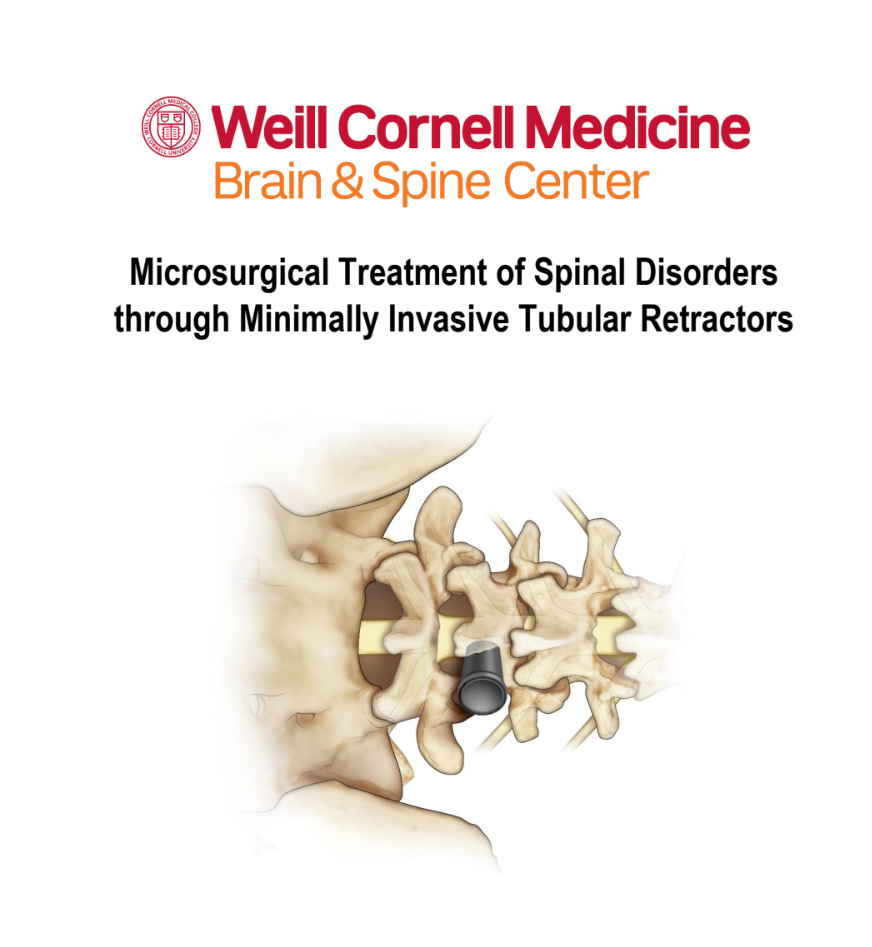 Weill Cornell Medicine
Brain & Spine Center
Microsurgical Treatment of Spinal Disorders
through Minimally Invasive Tubular Retractors